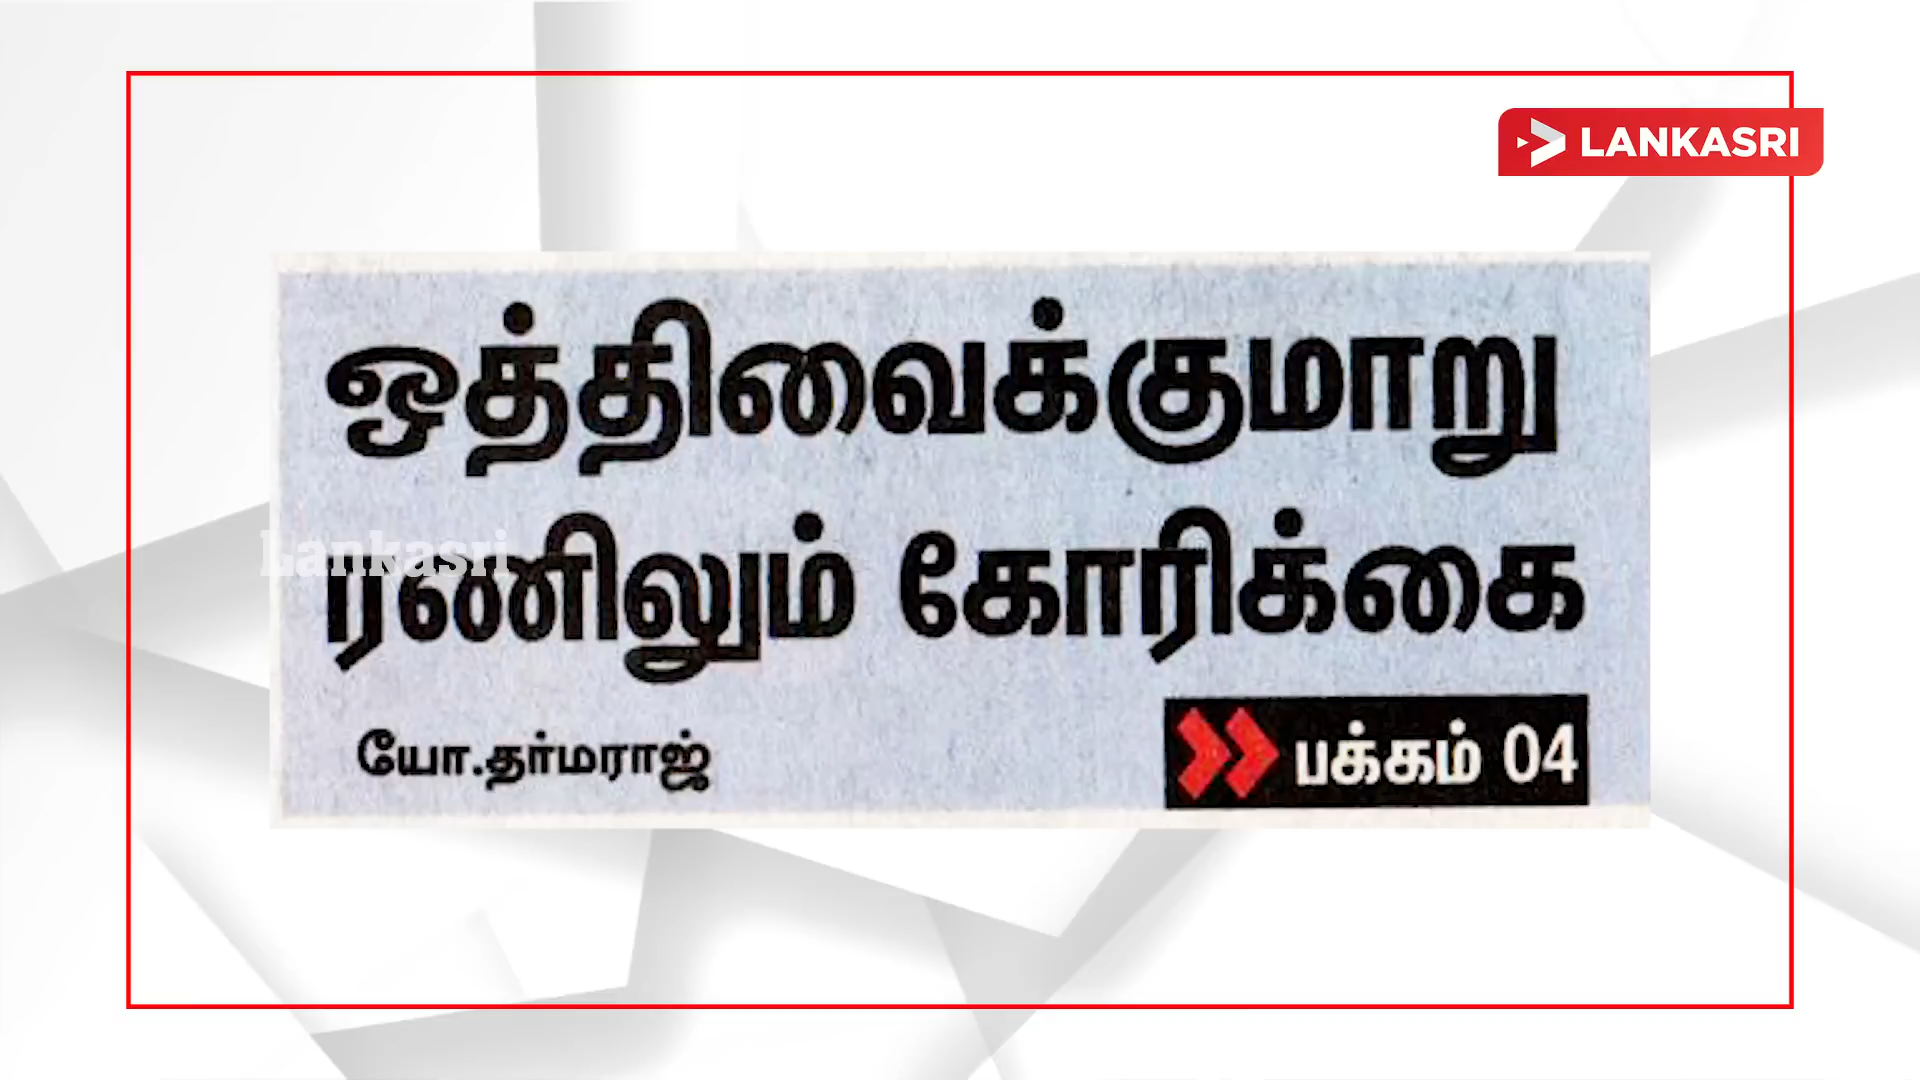 LANKASRI
ஒத்திவைக்குமாறு
Lankasri
ரணிலும் கோரிக்கை
யோ.தர்மராஜ்
பக்கம் 04